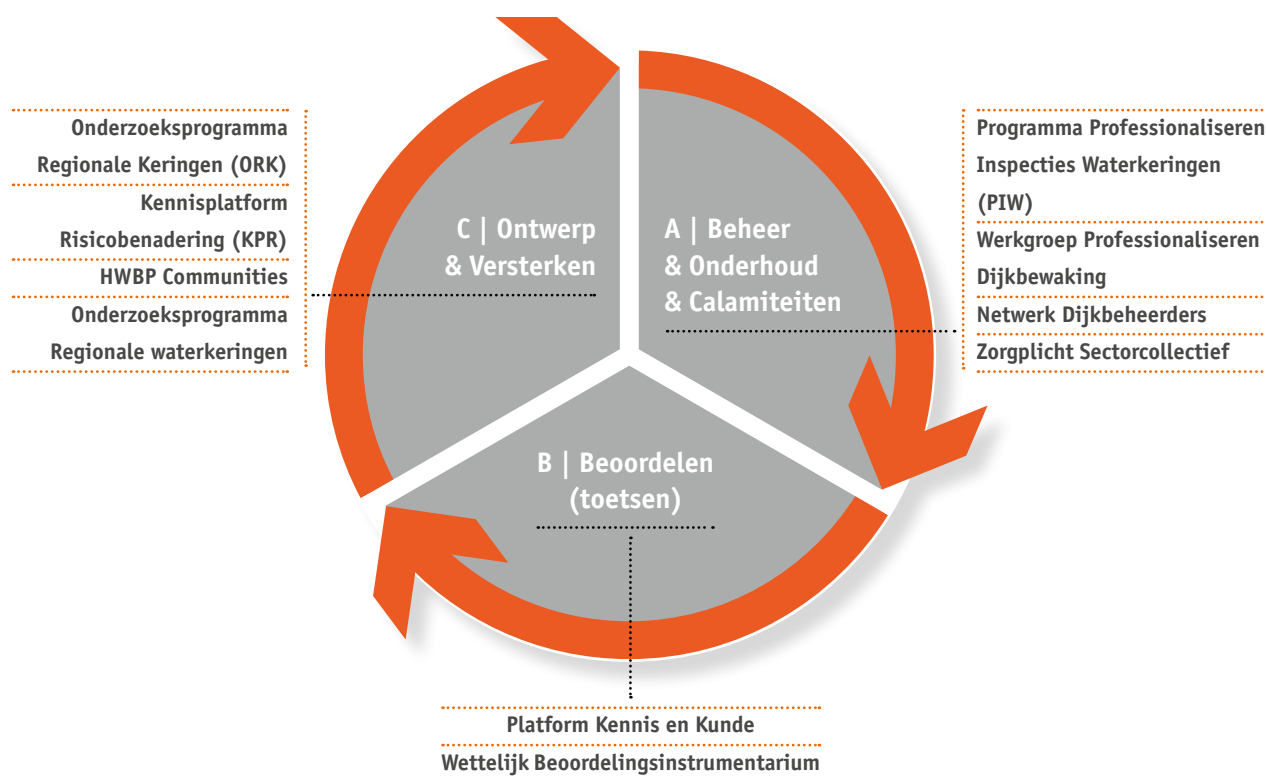 Onderzoeksprogramma
Regionale Keringen (ORK)
Kennisplatform
Risicobenadering (KPR)
HWBP Communities
Onderzoeksprogramma
Regionale waterkeringen
C | Ontwerp
& Versterken
A | Beheer
& Onderhoud
& Calamiteiten
Programma Professionaliseren
Inspecties Waterkeringen
(PIW)
Werkgroep Professionaliseren
Dijkbewaking
Netwerk Dijkbeheerders
Zorgplicht Sectorcollectief
B | Beoordelen
(toetsen)
Platform Kennis en Kunde
Wettelijk Beoordelingsinstrumentarium